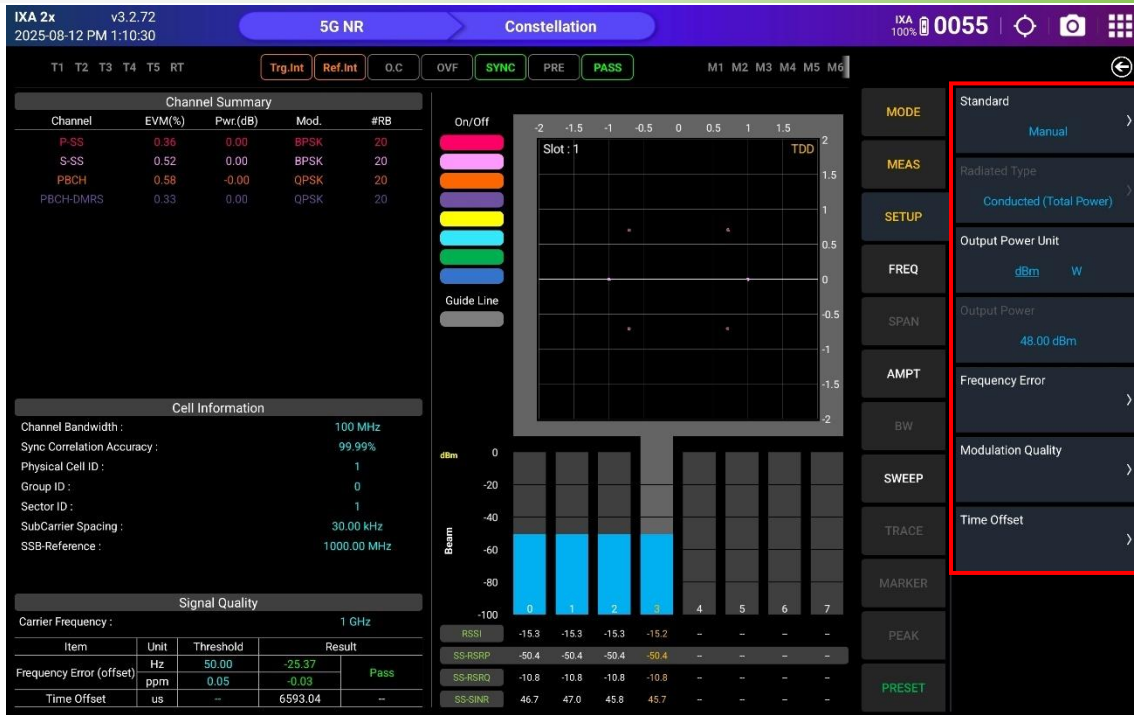 IXA 2x v3.2.72
2025-08-12 PM 1:10:30
5G NR
Constellation
IXA 100% 0055
T1 T2 T3 T4 T5 RT
Trg.Int Ref.Int O.C OVF SYNC PRE PASS
M1 M2 M3 M4 M5 M6
Channel Summary
Channel EVM(%) Pwr.(dB) Mod. #RB
P-SS 0.36 0.00 BPSK 20
S-SS 0.52 0.00 BPSK 20
PBCH 0.58 -0.00 QPSK 20
PBCH-DMRS 0.33 0.00 QPSK 20
Cell Information
Channel Bandwidth : 100 MHz
Sync Correlation Accuracy : 99.99%
Physical Cell ID : 1
Group ID : 0
Sector ID : 1
SubCarrier Spacing : 30.00 kHz
SSB-Reference : 1000.00 MHz
Signal Quality
Carrier Frequency : 1 GHz
Item Unit Threshold Result
Frequency Error (offset) Hz 50.00 -25.37 Pass
ppm 0.05 -0.03
Time Offset us -- 6593.04 --
On/Off
Guide Line
-2 -1.5 -1 -0.5 0 0.5 1 1.5
Slot : 1 TDD
2
1.5
1
0.5
0
-0.5
-1
-1.5
-2
dBm 0
-20
-40
Beam
-60
-80
-100
0 1 2 3 4 5 6 7
RSSI -15.3 -15.3 -15.3 -15.2 -- -- -- --
SS-RSRP -50.4 -50.4 -50.4 -50.4 -- -- -- --
SS-RSRQ -10.8 -10.8 -10.8 -10.8 -- -- -- --
SS-SINR 46.7 47.0 45.8 45.7 -- -- -- --
MODE
MEAS
SETUP
FREQ
SPAN
AMPT
BW
SWEEP
TRACE
MARKER
PEAK
PRESET
Standard
Manual
Radiated Type
Conducted (Total Power)
Output Power Unit
dBm W
Output Power
48.00 dBm
Frequency Error
Modulation Quality
Time Offset